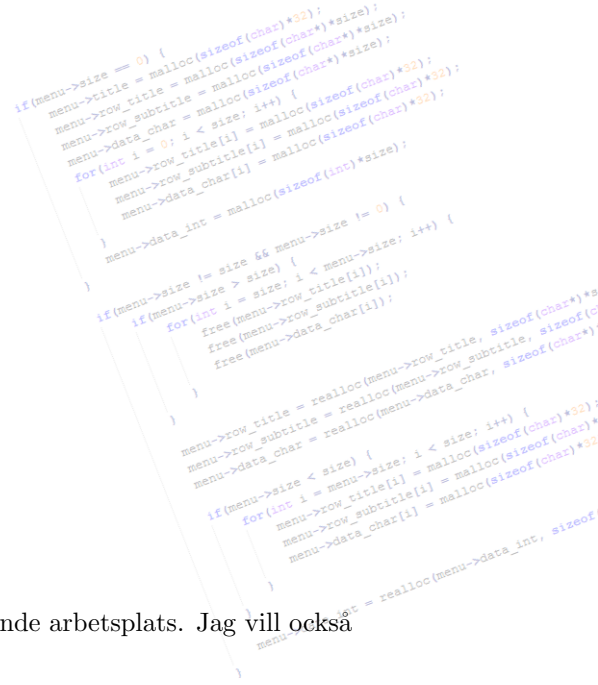 if(menu->size == 0) {
menu->title = malloc(sizeof(char)*32);
menu->row_title = malloc(sizeof(char*)*size);
menu->row_subtitle = malloc(sizeof(char*)*size);
menu->data_char = malloc(sizeof(char*)*size);
for(int i = 0; i < size; i++) {
menu->row_title[i] = malloc(sizeof(char)*32);
menu->row_subtitle[i] = malloc(sizeof(char)*32);
menu->data_char[i] = malloc(sizeof(char)*32);
}
menu->data_int = malloc(sizeof(int)*size);
}
if(menu->size != size && menu->size != 0) {
if(menu->size > size) {
for(int i = size; i < menu->size; i++) {
free(menu->row_title[i]);
free(menu->row_subtitle[i]);
free(menu->data_char[i]);
}
}
menu->row_title = realloc(menu->row_title, sizeof(char*)*s
menu->row_subtitle = realloc(menu->row_subtitle, sizeof(c
menu->data_char = realloc(menu->data_char, sizeof(char*)
if(menu->size < size) {
for(int i = menu->size; i < size; i++) {
menu->row_title[i] = malloc(sizeof(char)*32);
menu->row_subtitle[i] = malloc(sizeof(char)*
menu->data_char[i] = malloc(sizeof(char)*32
}
}
menu->data_int = realloc(menu->data_int, sizeof
}
nde arbetsplats. Jag vill också